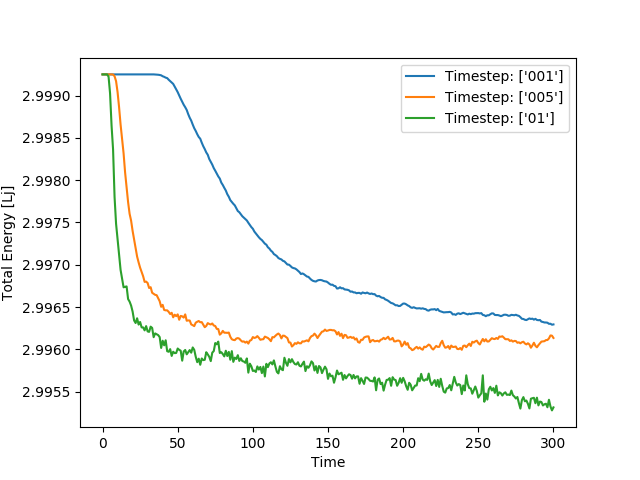 Timestep: ['001']
Timestep: ['005']
Timestep: ['01']
2.9990
2.9985
2.9980
2.9975
2.9970
2.9965
2.9960
2.9955
Total Energy [Lj]
0 50 100 150 200 250 300
Time